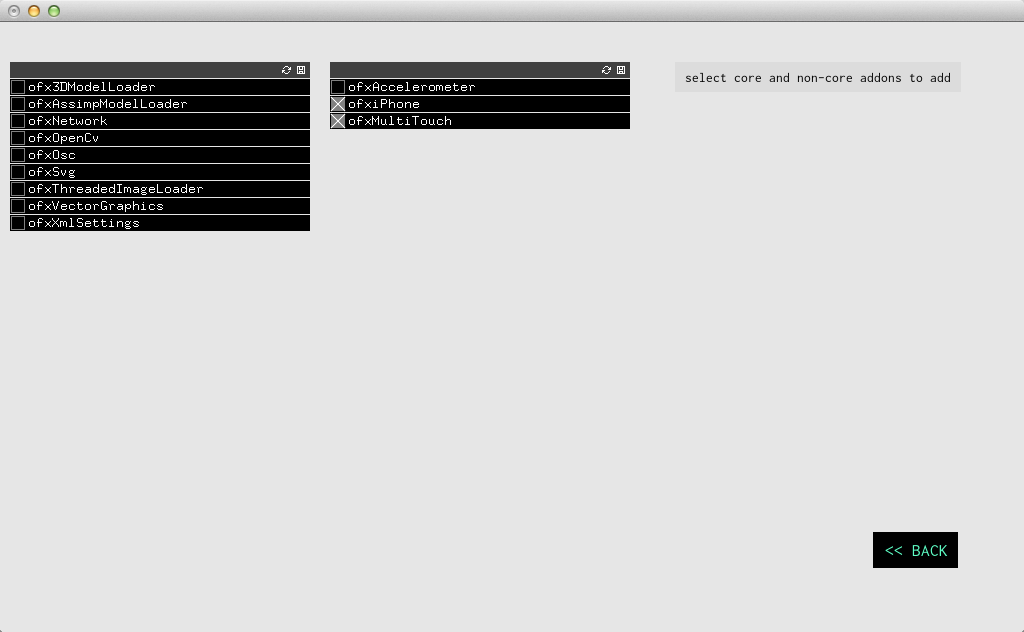 ofx3DModelLoader
ofxAssimpModelLoader
ofxNetwork
ofxOpenCv
ofxOsc
ofxSvg
ofxThreadedImageLoader
ofxVectorGraphics
ofxXmlSettings
ofxAccelerometer
ofxiPhone
ofxMultiTouch
select core and non-core addons to add
<< BACK